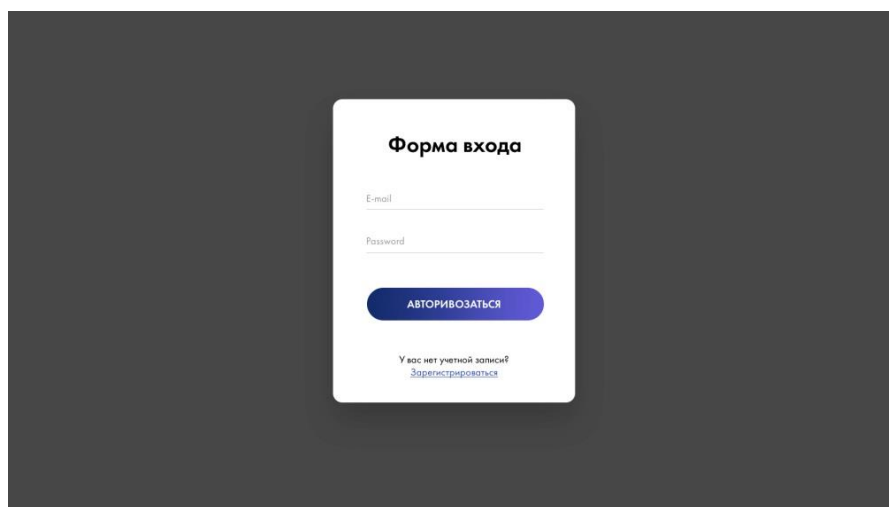 Форма входа
E-mail
Password
АВТОРИВОЗАТЬСЯ
У вас нет учетной записи?
Зарегистрироваться